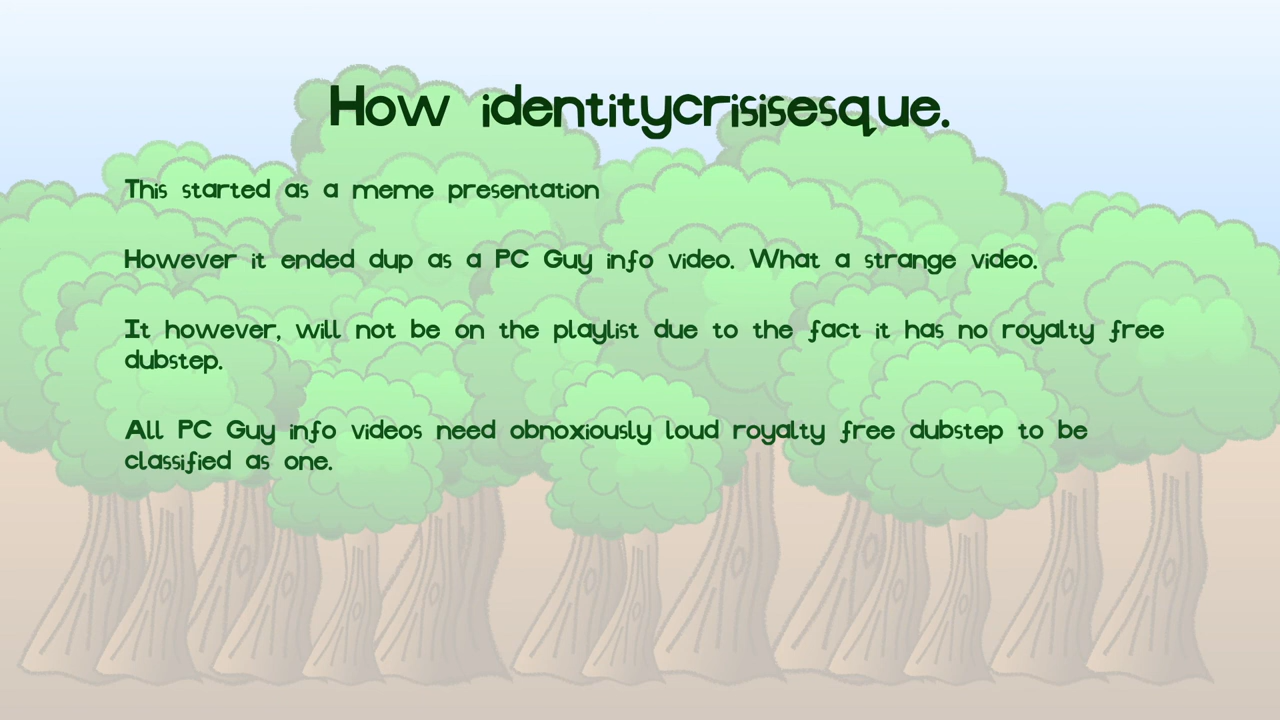 How identitycrisisesque.
This started as a meme presentation
However it ended dup as a PC Guy info video. What a strange video.
It however, will not be on the playlist due to the fact it has no royalty free
dubstep.
All PC Guy info videos need obnoxiously loud royalty free dubstep to be
classified as one.